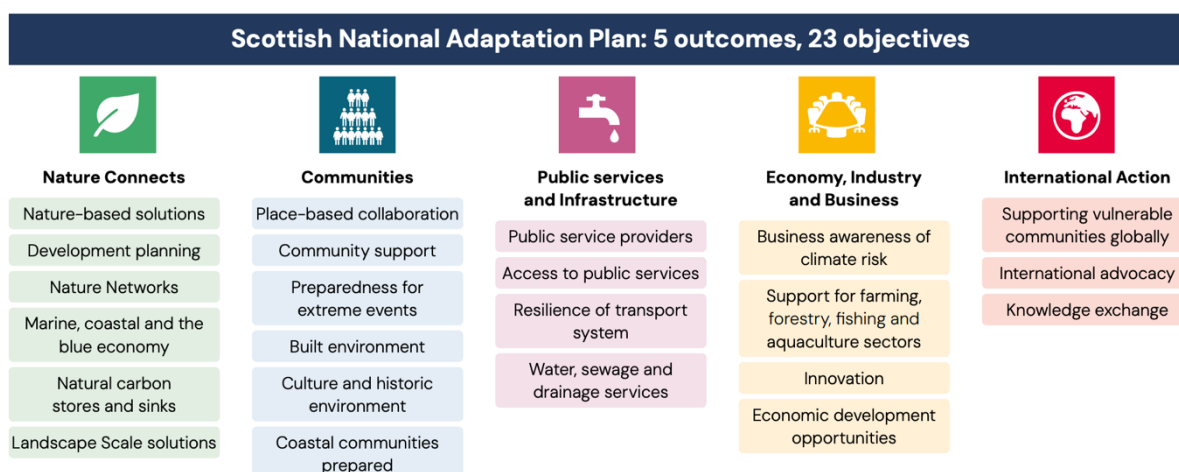 Scottish National Adaptation Plan: 5 outcomes, 23 objectives
Nature Connects
Nature-based solutions
Development planning
Nature Networks
Marine, coastal and the
blue economy
Natural carbon
stores and sinks
Landscape Scale solutions
Communities
Place-based collaboration
Community support
Preparedness for
extreme events
Built environment
Culture and historic
environment
Coastal communities
prepared
Public services
and Infrastructure
Public service providers
Access to public services
Resilience of transport
system
Water, sewage and
drainage services
Economy, Industry
and Business
Business awareness of
climate risk
Support for farming,
forestry, fishing and
aquaculture sectors
Innovation
Economic development
opportunities
International Action
Supporting vulnerable
communities globally
International advocacy
Knowledge exchange